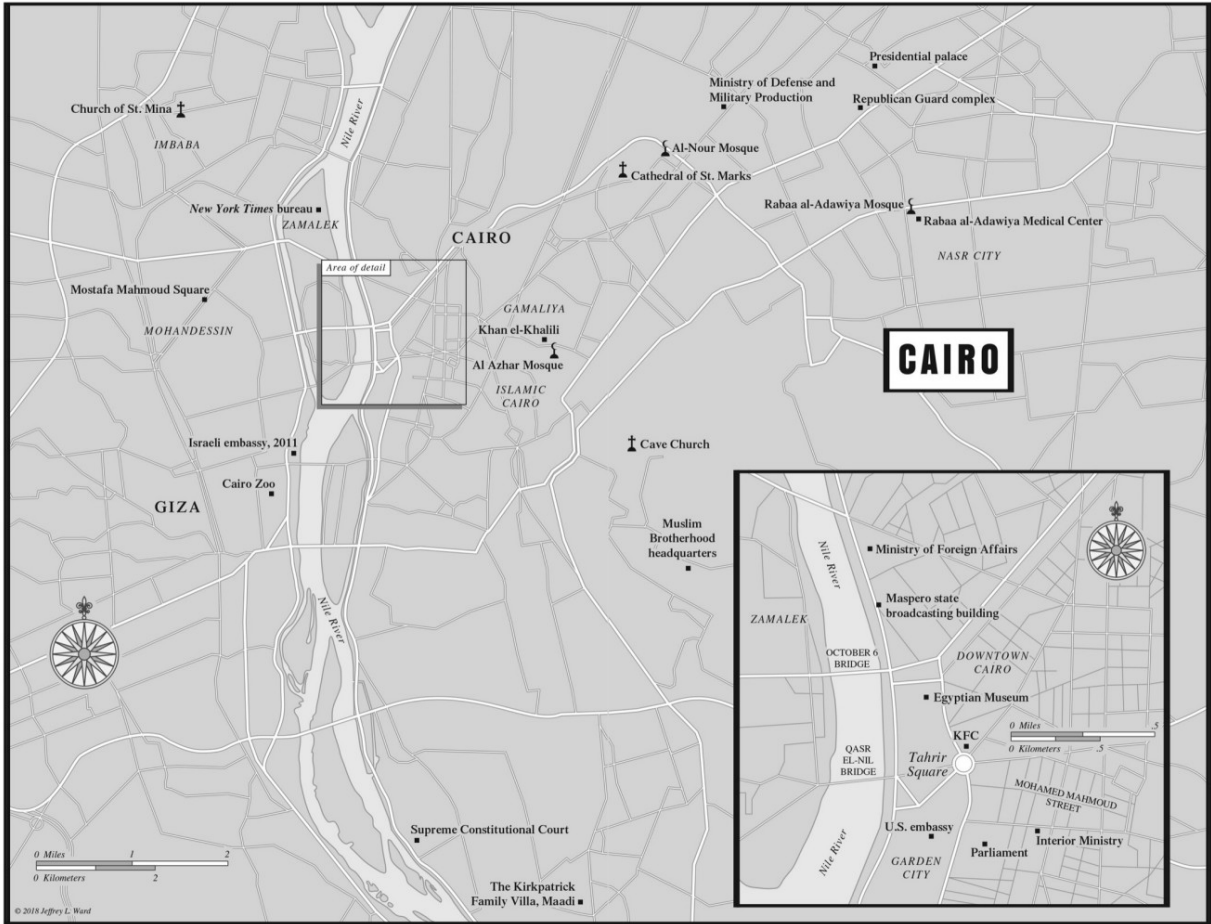 Presidential palace
Ministry of Defense and
Military Production
Republican Guard complex
Church of St. Mina
IMBABA
Nile River
Al-Nour Mosque
Cathedral of St. Marks
New York Times bureau
ZAMALEK
Rabaa al-Adawiya Mosque
Rabaa al-Adawiya Medical Center
CAIRO
NASR CITY
Area of detail
Mostafa Mahmoud Square
MOHANDESSIN
GAMALIYA
Khan el-Khalili
Al Azhar Mosque
ISLAMIC
CAIRO
CAIRO
Israeli embassy, 2011
Cave Church
Cairo Zoo
GIZA
Muslim
Brotherhood
headquarters
Nile River
Supreme Constitutional Court
The Kirkpatrick
Family Villa, Maadi
0 Miles 1 2
0 Kilometers 2
© 2018 Jeffrey L. Ward
Nile River
Ministry of Foreign Affairs
Maspero state
broadcasting building
ZAMALEK
OCTOBER 6
BRIDGE
DOWNTOWN
CAIRO
Egyptian Museum
0 Miles .5
0 Kilometers .5
KFC
Tahrir
Square
QASR
EL-NIL
BRIDGE
MOHAMED MAHMOUD
STREET
U.S. embassy
Interior Ministry
Parliament
GARDEN
CITY
Nile River